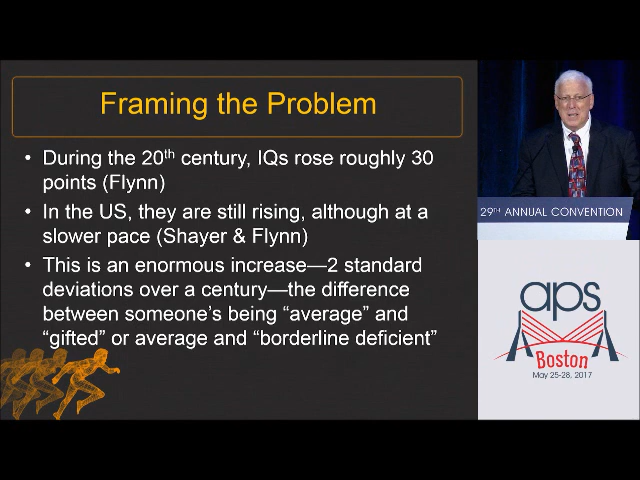 Framing the Problem
• During the 20th century, IQs rose roughly 30
points (Flynn)
• In the US, they are still rising, although at a
slower pace (Shayer & Flynn)
• This is an enormous increase—2 standard
deviations over a century—the difference
between someone’s being “average” and
“gifted” or average and “borderline deficient”
29TH ANNUAL CONVENTION
aps
Boston
May 25-28, 2017